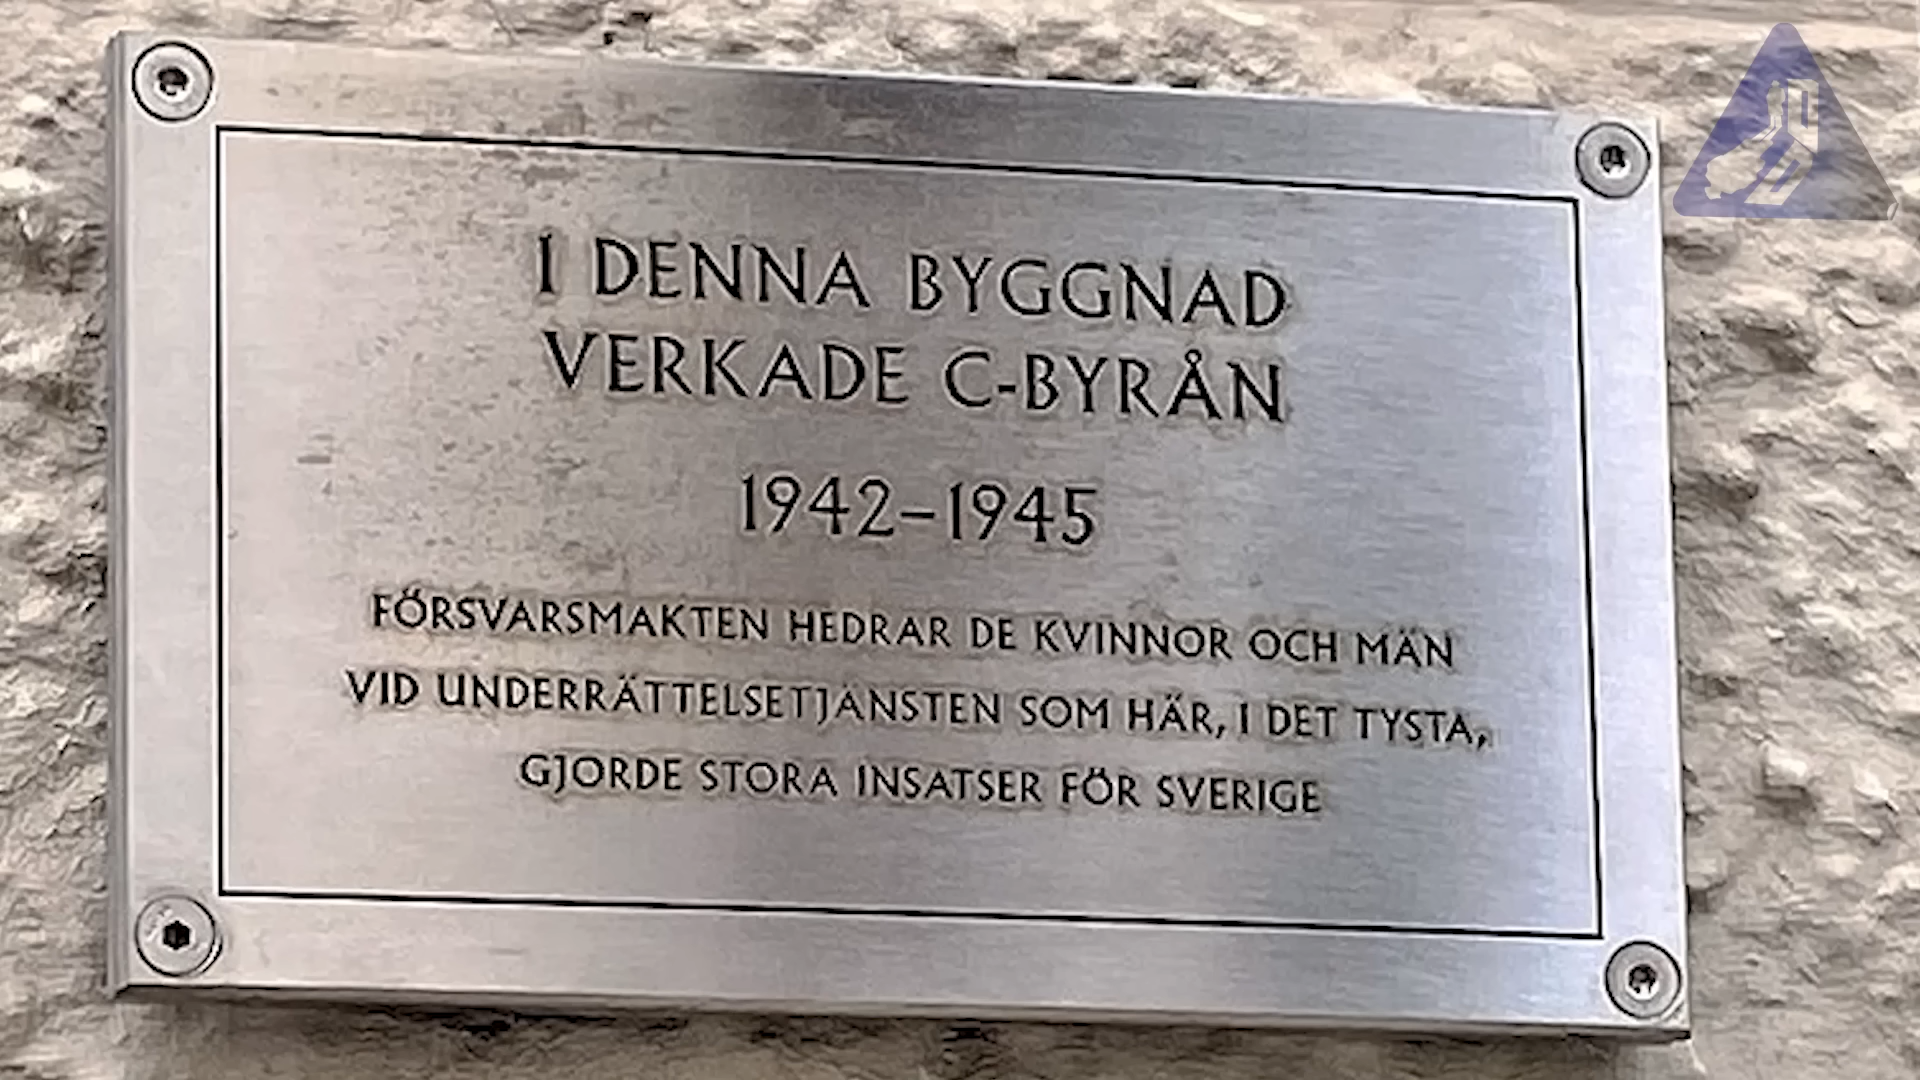 I DENNA BYGGNAD
VERKADE C-BYRÅN
1942–1945
FÖRSVARSMAKTEN HEDRAR DE KVINNOR OCH MÄN
VID UNDERRÄTTELSETJÄNSTEN SOM HÄR, I DET TYSTA,
GJORDE STORA INSATSER FÖR SVERIGE